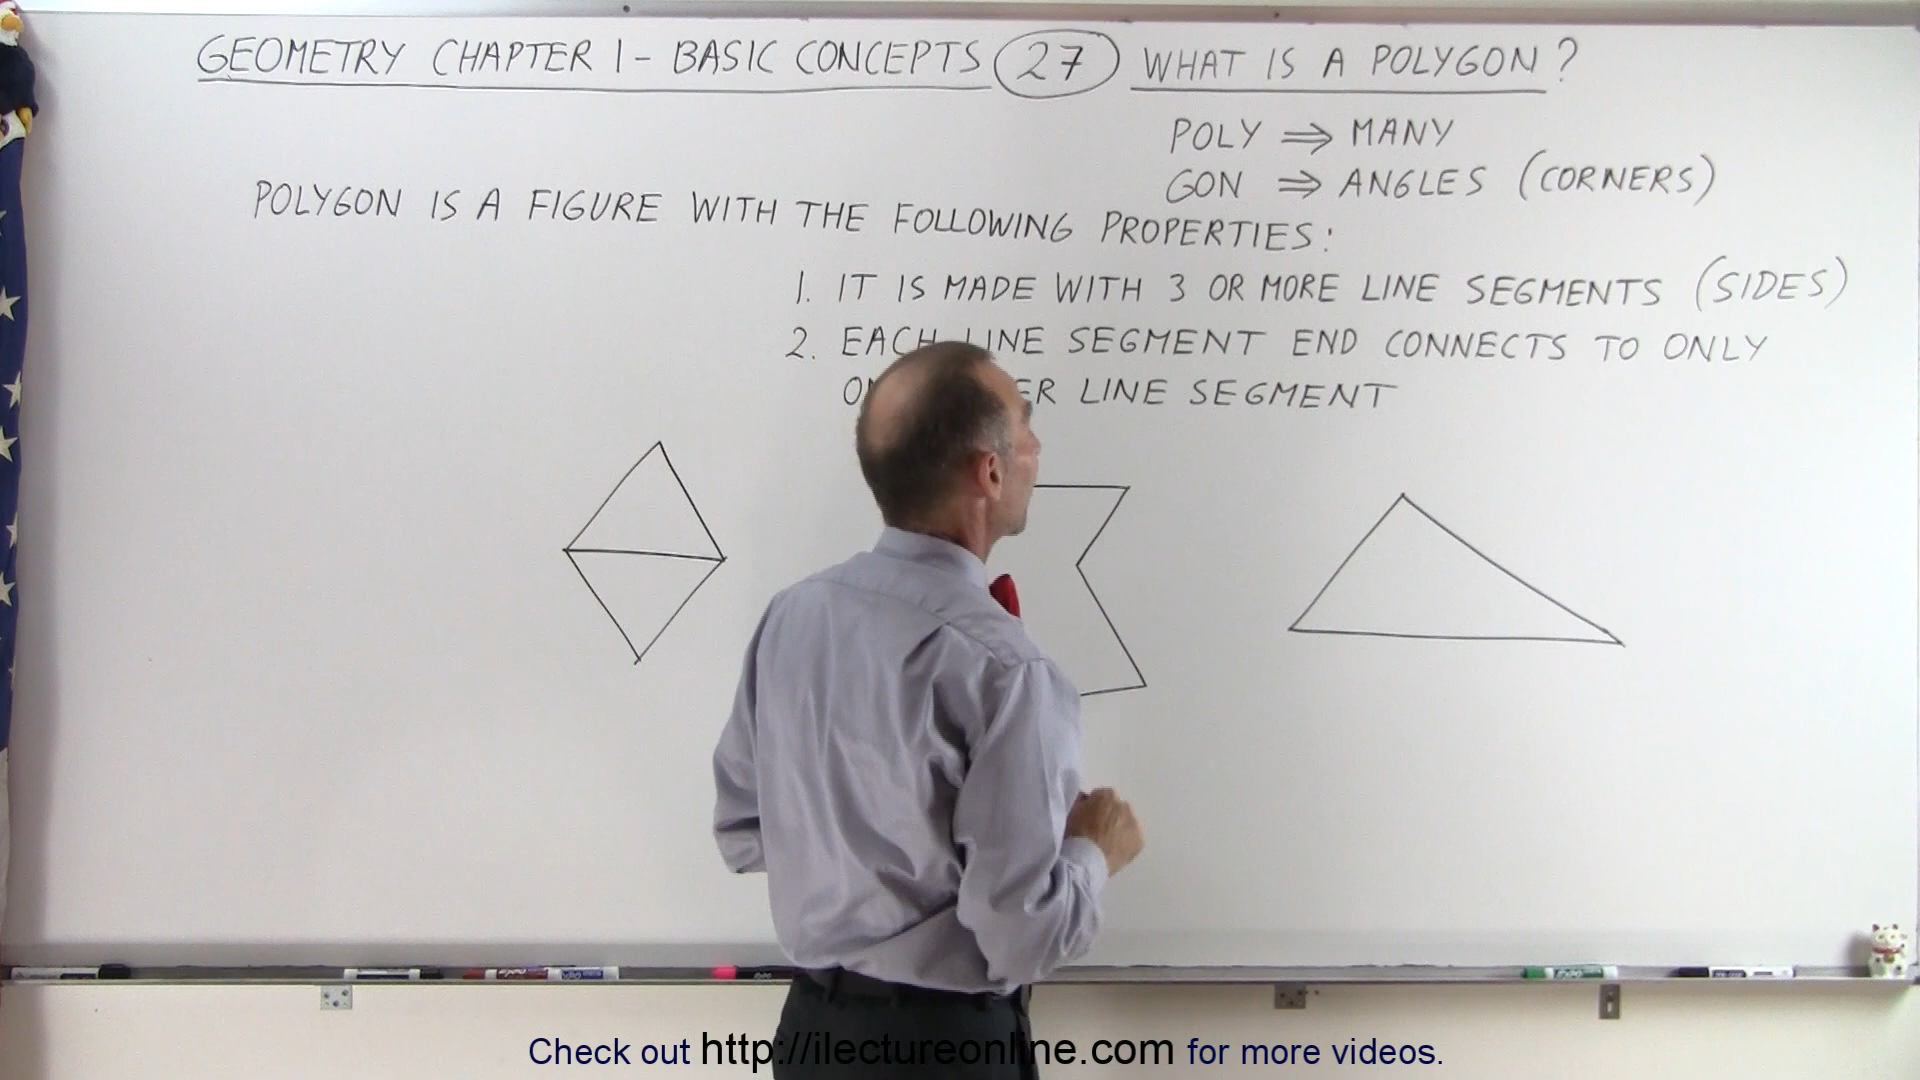 GEOMETRY CHAPTER 1 - BASIC CONCEPTS 27 WHAT IS A POLYGON?
POLY ⇒ MANY
GON ⇒ ANGLES (CORNERS)
POLYGON IS A FIGURE WITH THE FOLLOWING PROPERTIES:
1. IT IS MADE WITH 3 OR MORE LINE SEGMENTS (SIDES)
2. EACH LINE SEGMENT END CONNECTS TO ONLY
LINE SEGMENT
Check out http://ilectureonline.com for more videos.